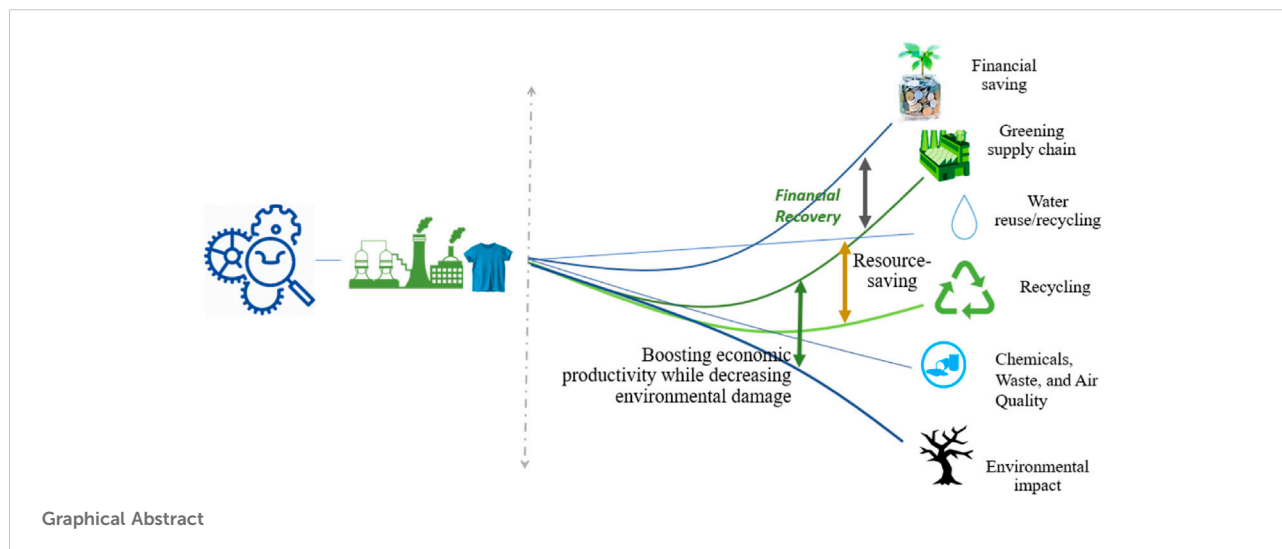 Financial
saving
Greening
supply chain
Financial
Recovery
Water
reuse/recycling
Resource-
saving
Recycling
Boosting economic
productivity while decreasing
environmental damage
Chemicals,
Waste, and Air
Quality
Environmental
impact
Graphical Abstract